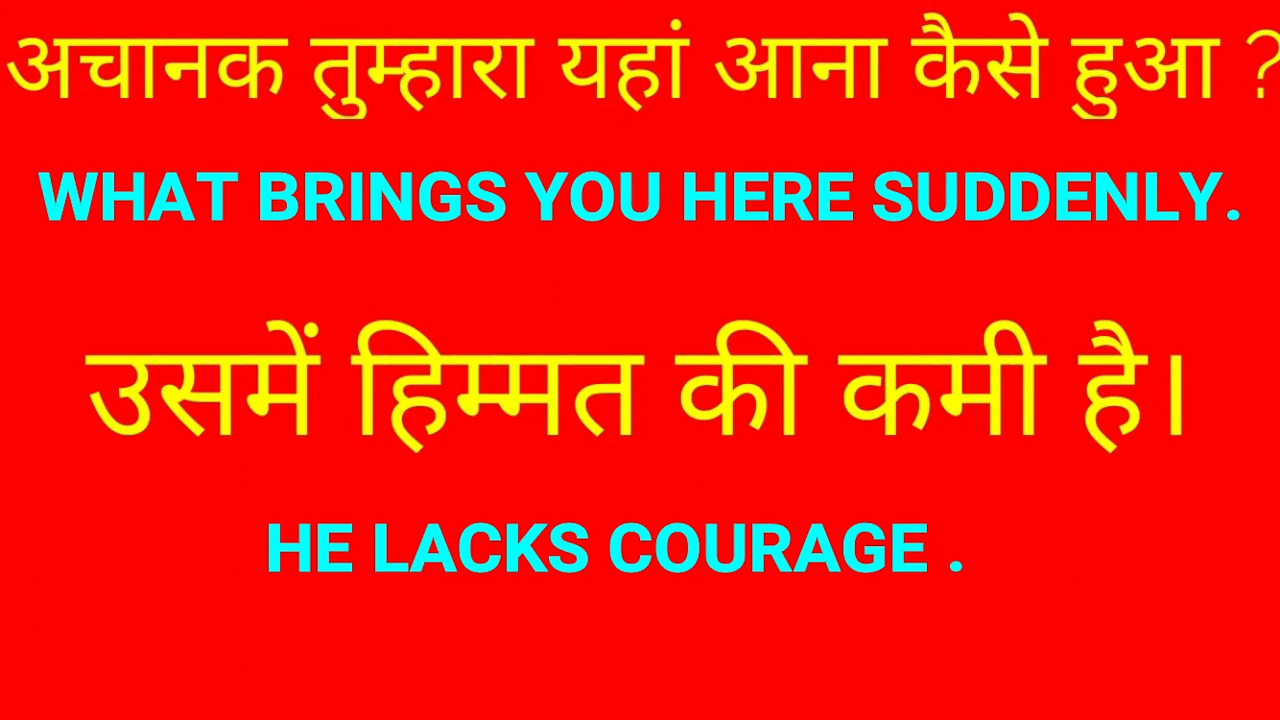 अचानक तुम्हारा यहां आना कैसे हुआ ?
WHAT BRINGS YOU HERE SUDDENLY.
उसमें हिम्मत की कमी है।
HE LACKS COURAGE .